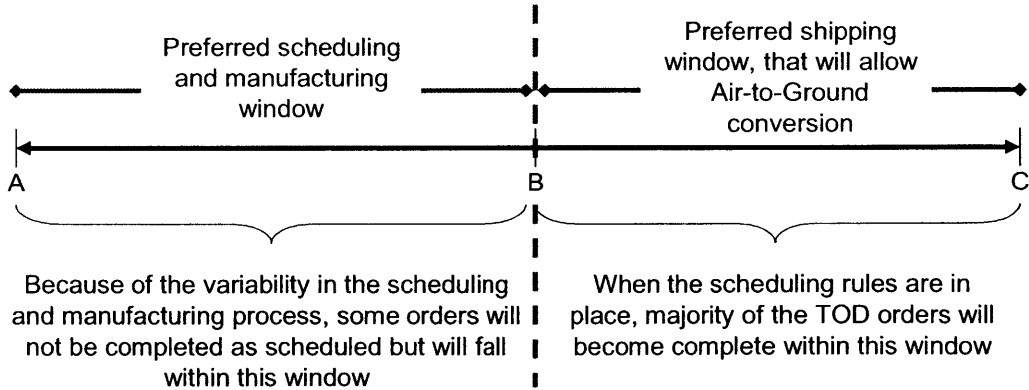 Preferred scheduling
and manufacturing
window
Preferred shipping
window, that will allow
Air-to-Ground
conversion
A
B
C
Because of the variability in the scheduling
and manufacturing process, some orders will
not be completed as scheduled but will fall
within this window
When the scheduling rules are in
place, majority of the TOD orders will
become complete within this window